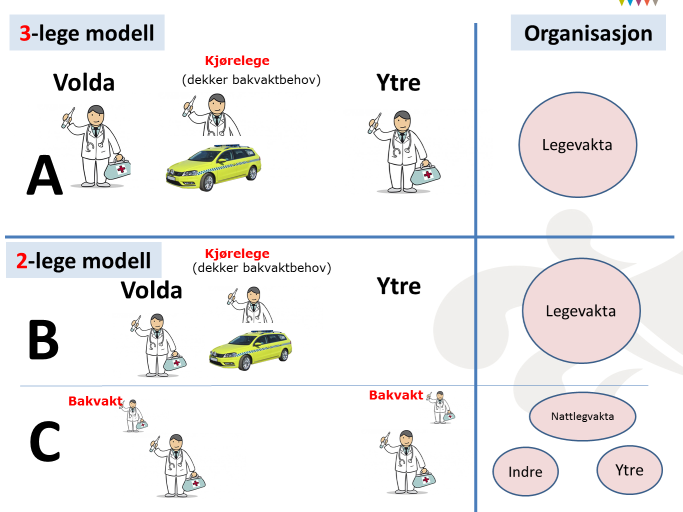 3-lege modell
Organisasjon
Kjørelege
(dekker bakvaktbehov)
Volda
Ytre
A
Legevakta
2-lege modell
Kjørelege
(dekker bakvaktbehov)
Volda
Ytre
B
Legevakta
Bakvakt
Bakvakt
C
Nattlegvakta
Indre
Ytre